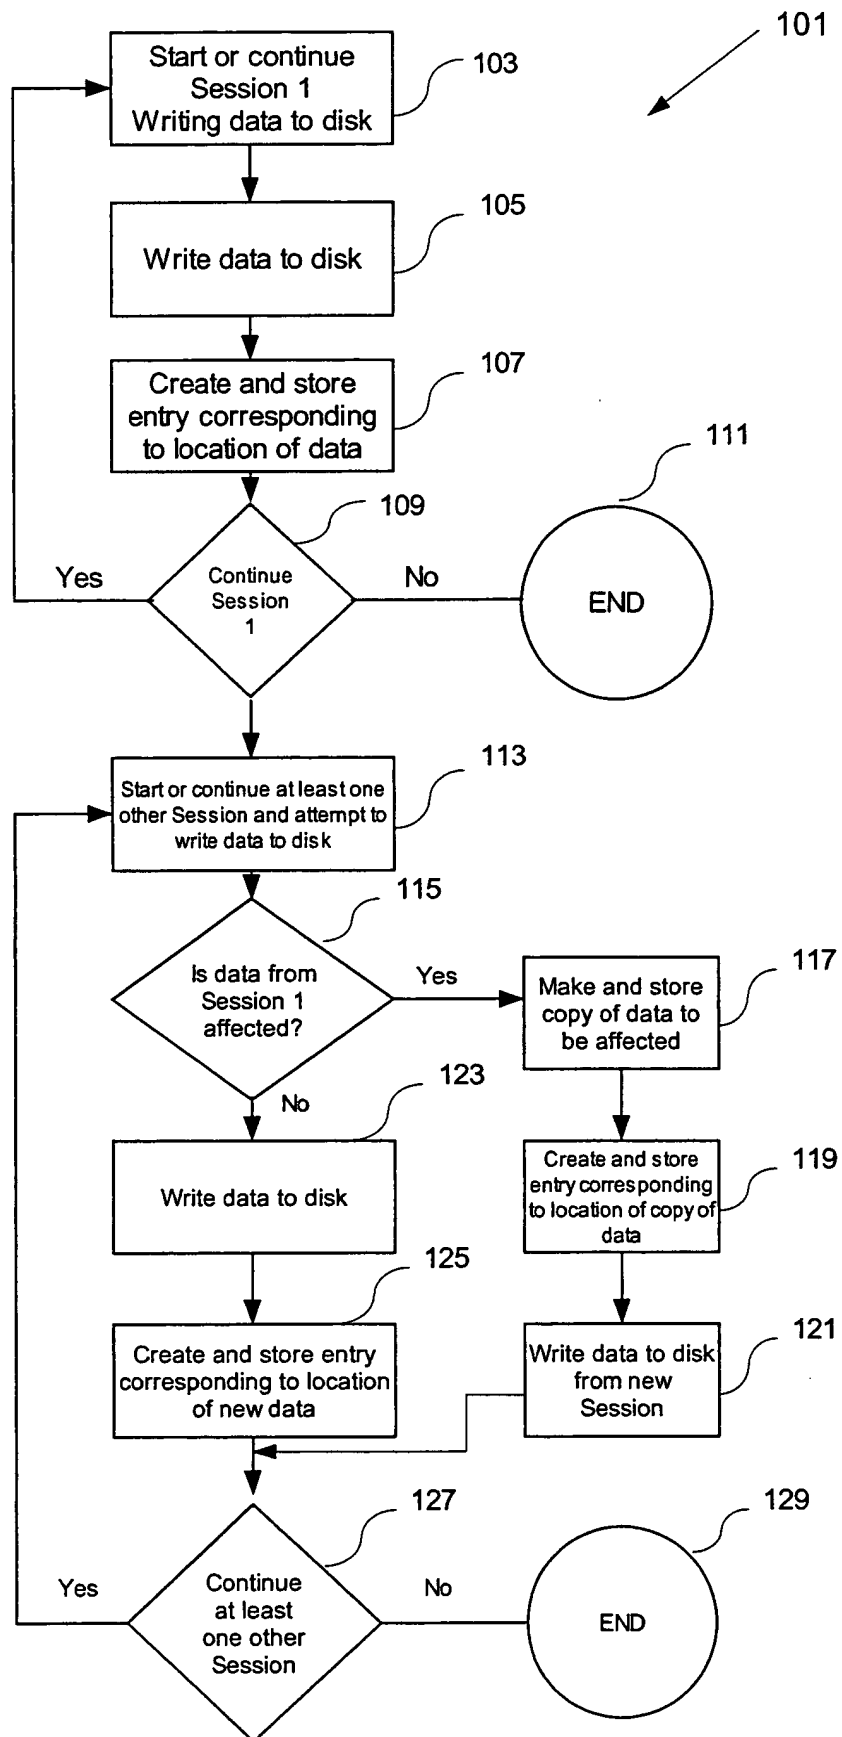 101
Start or continue
Session 1
Writing data to disk
103
Write data to disk
105
Create and store
entry corresponding
to location of data
107
109
Continue
Session
1
Yes
No
111
END
Start or continue at least one
other Session and attempt to
write data to disk
113
115
Is data from
Session 1
affected?
Yes
No
Make and store
copy of data to
be affected
117
Create and store
entry corresponding
to location of copy of
data
119
Write data to disk
from new
Session
121
123
Write data to disk
125
Create and store entry
corresponding to location
of new data
127
Continue
at least
one other
Session
Yes
No
129
END